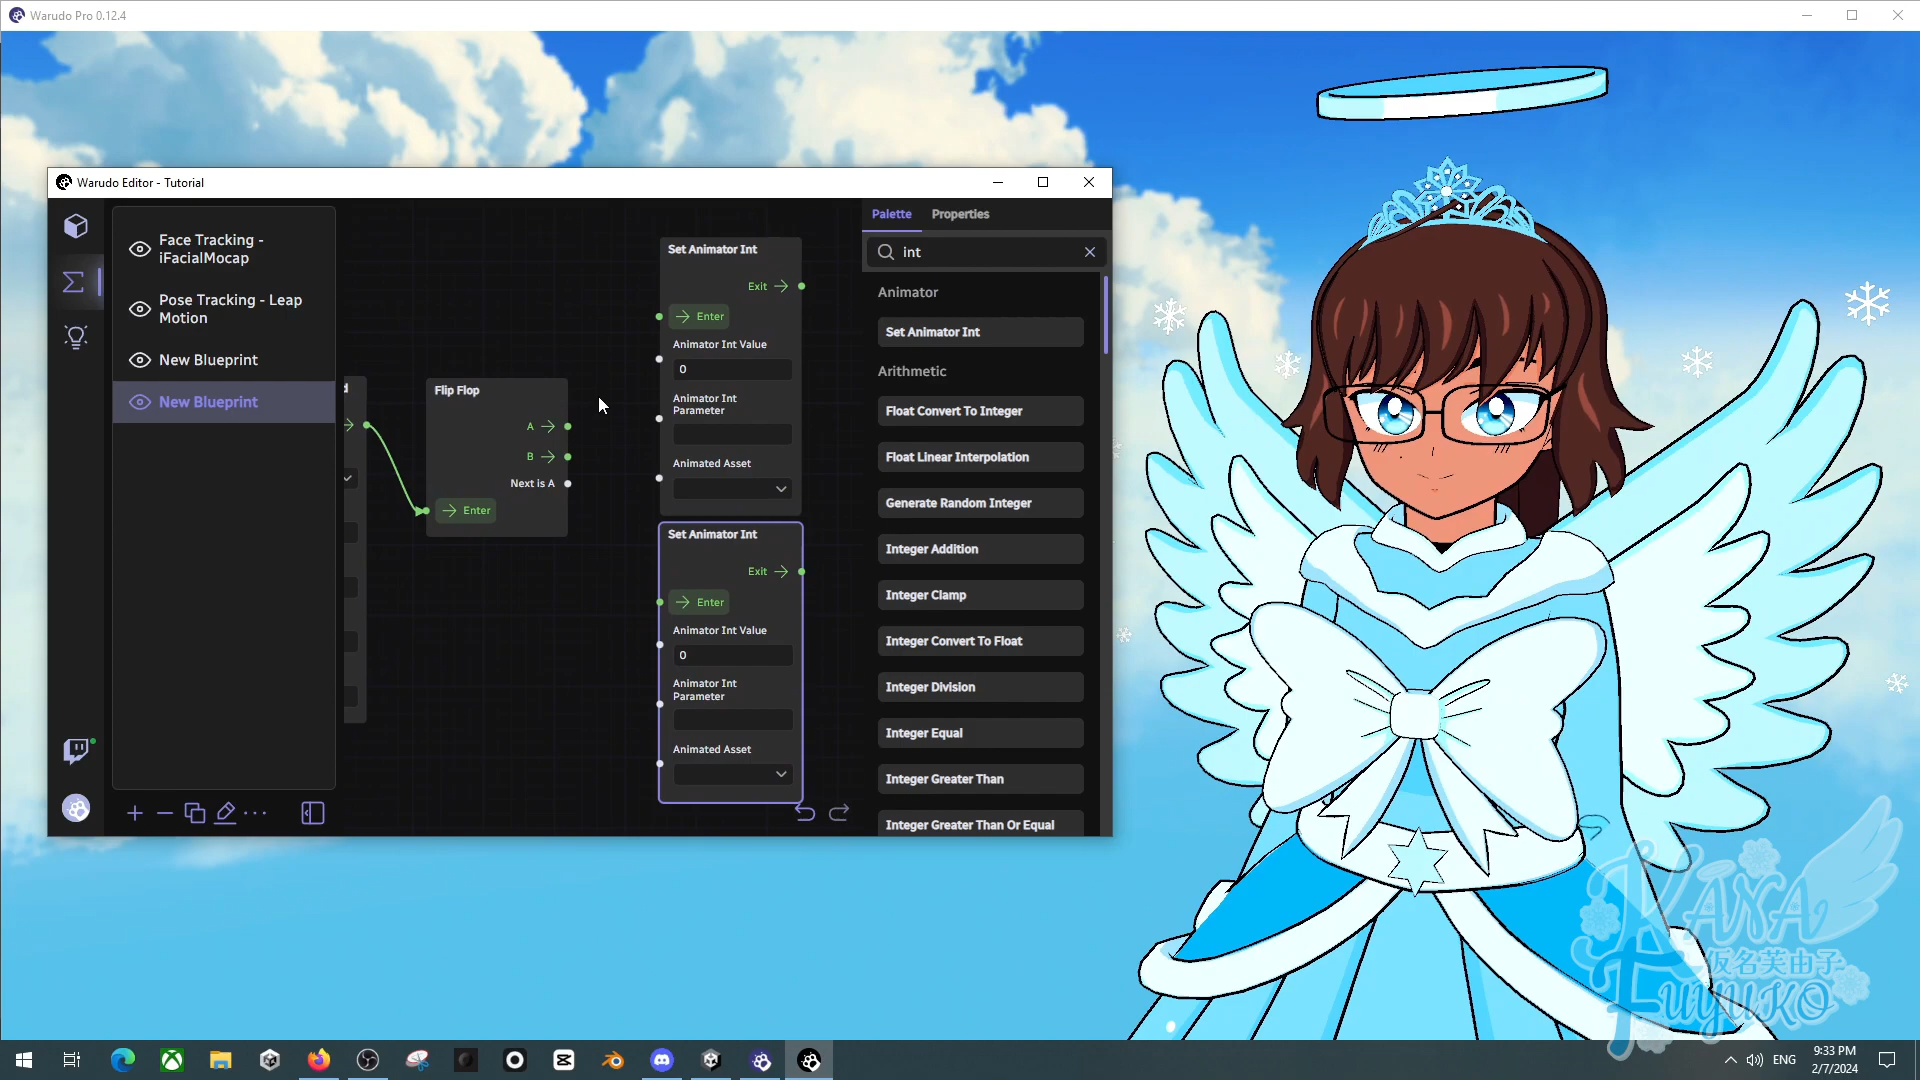 Warudo Pro 0.12.4
Warudo Editor - Tutorial
Face Tracking -
iFacialMocap
Pose Tracking - Leap
Motion
New Blueprint
New Blueprint
d
Flip Flop
A
B
Next is A
Enter
Set Animator Int
Exit
Enter
Animator Int Value
0
Animator Int
Parameter
Animated Asset
Set Animator Int
Exit
Enter
Animator Int Value
0
Animator Int
Parameter
Animated Asset
Palette
Properties
int
Animator
Set Animator Int
Arithmetic
Float Convert To Integer
Float Linear Interpolation
Generate Random Integer
Integer Addition
Integer Clamp
Integer Convert To Float
Integer Division
Integer Equal
Integer Greater Than
Integer Greater Than Or Equal
KANA
仮名芙由子
FUYUKO
ENG
9:33 PM
2/7/2024